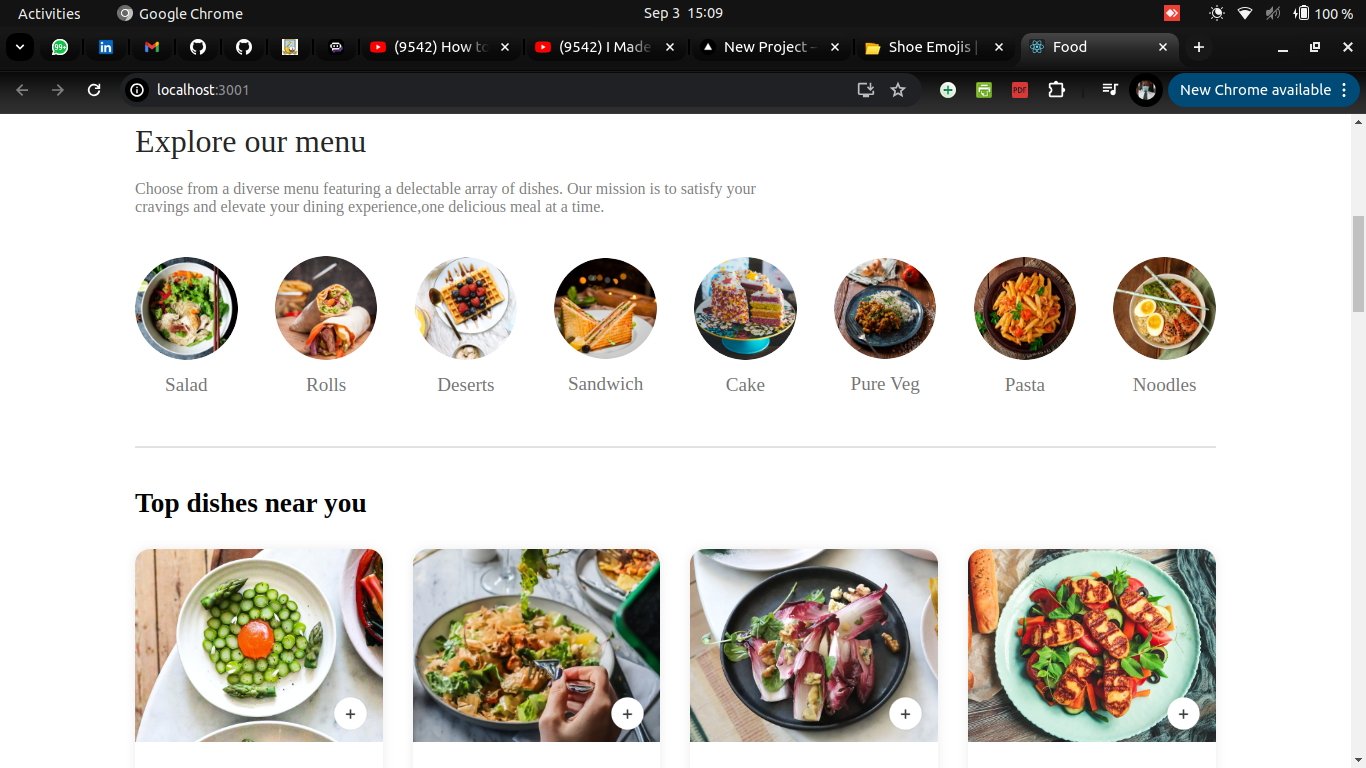 Activities
Google Chrome
Sep 3 15:09
100 %
99+
(9542) How to
(9542) I Made
New Project –
Shoe Emojis |
Food
localhost:3001
PDF
New Chrome available
Explore our menu
Choose from a diverse menu featuring a delectable array of dishes. Our mission is to satisfy your
cravings and elevate your dining experience,one delicious meal at a time.
Salad
Rolls
Deserts
Sandwich
Cake
Pure Veg
Pasta
Noodles
Top dishes near you